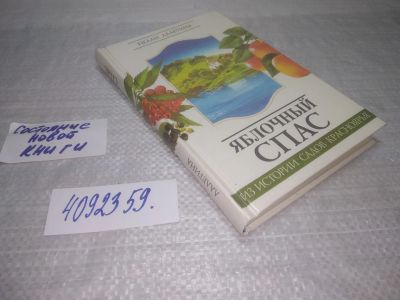 СОСТОЯНИЕ
НОВОЙ
КНИГИ
4092359.
ЯБЛОЧНЫЙ
СПАС
ИЗ ИСТОРИИ САДОВ КРАСНОЯРЬЯ